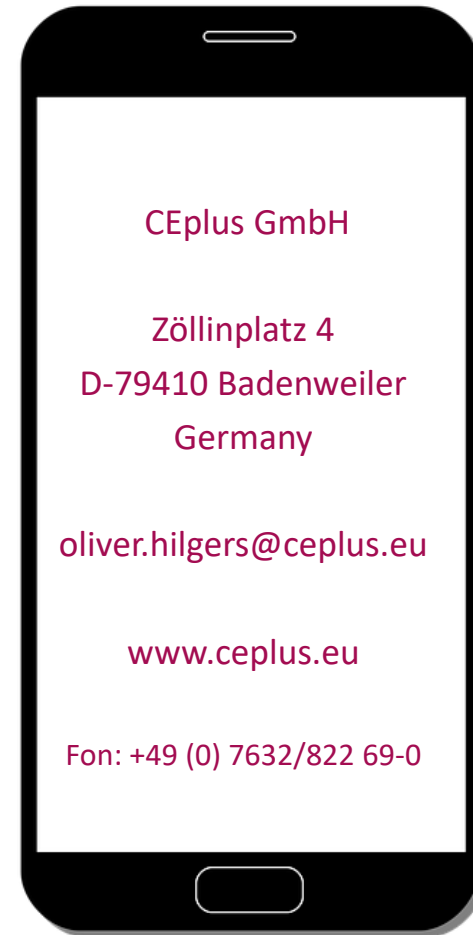 CEplus GmbH
Zöllinplatz 4
D-79410 Badenweiler
Germany
oliver.hilgers@ceplus.eu
www.ceplus.eu
Fon: +49 (0) 7632/822 69-0